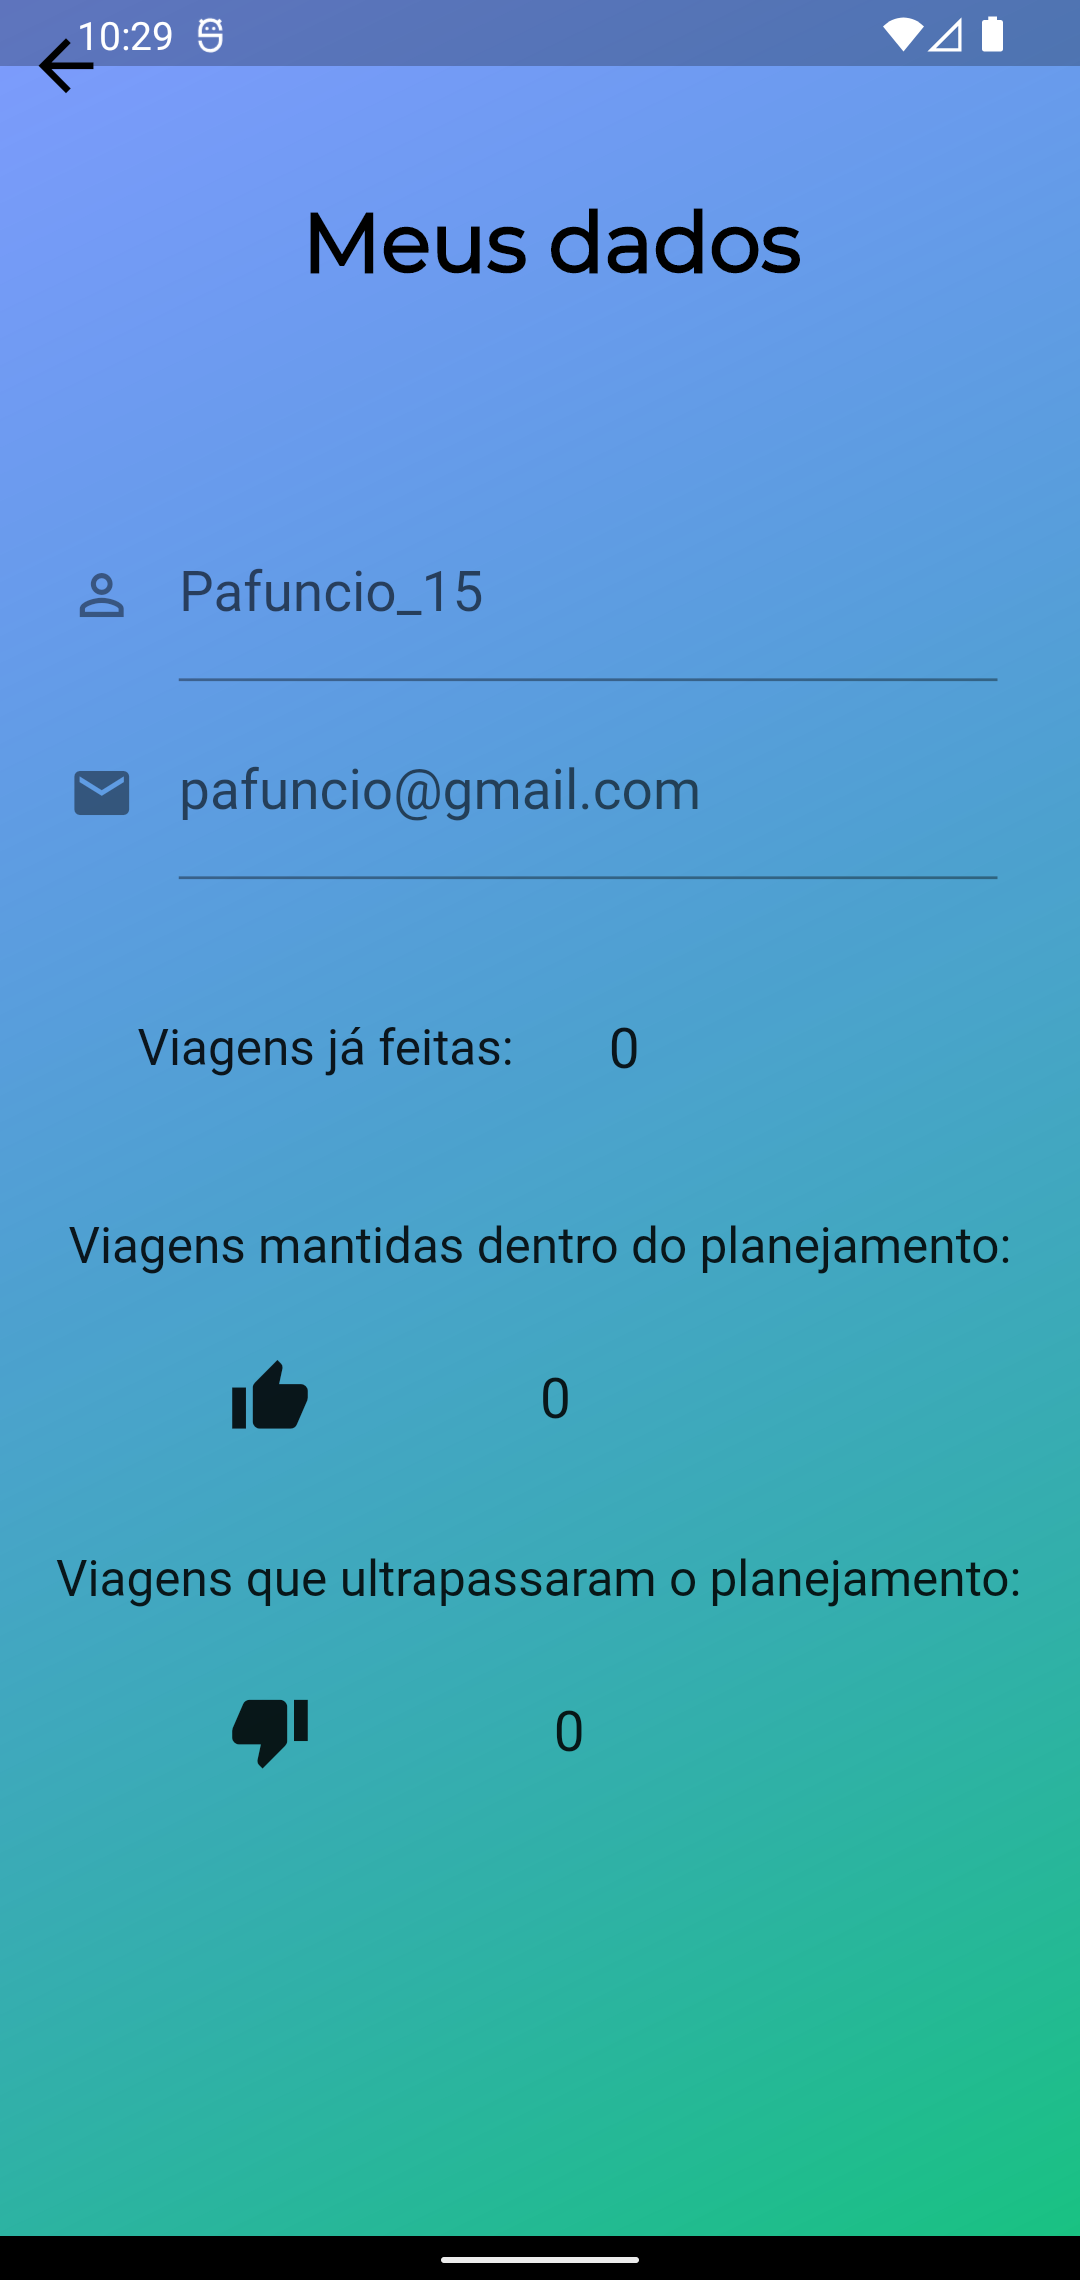 10:29
Meus dados
Pafuncio_15
pafuncio@gmail.com
Viagens já feitas: 0
Viagens mantidas dentro do planejamento:
0
Viagens que ultrapassaram o planejamento:
0